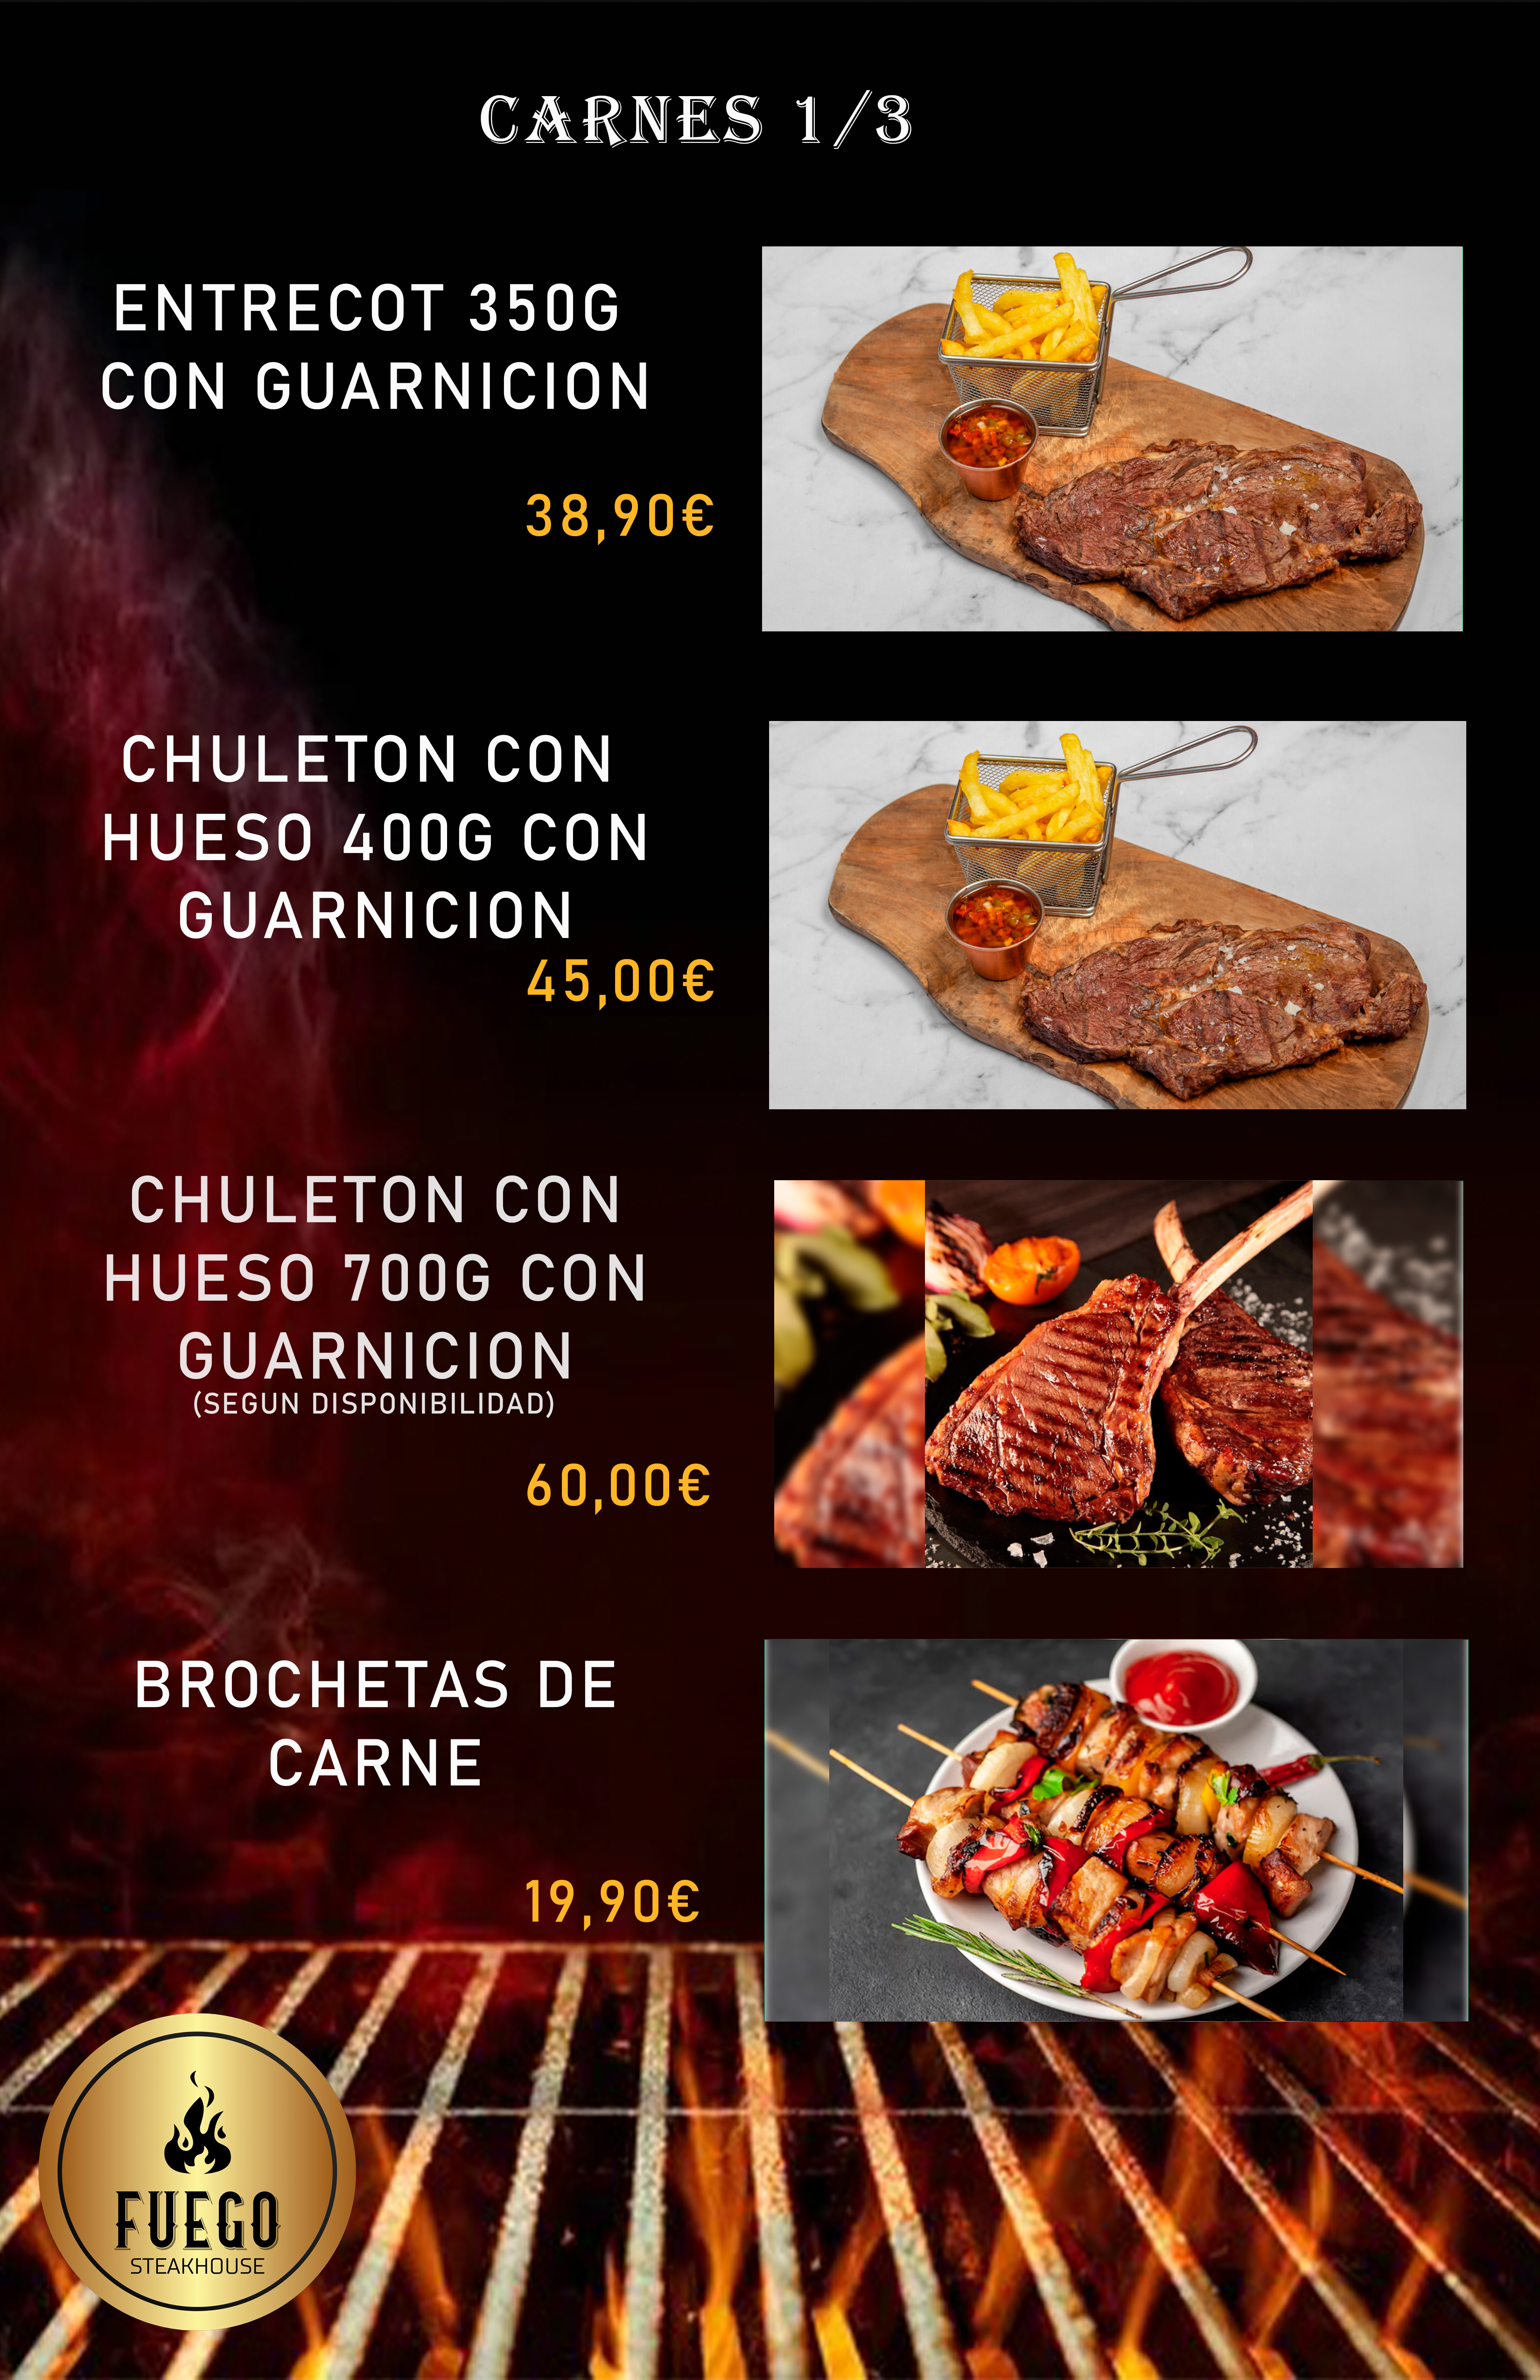 CARNES 1/3
ENTRECOT 350G
CON GUARNICION
38,90€
CHULETON CON
HUESO 400G CON
GUARNICION
45,00€
CHULETON CON
HUESO 700G CON
GUARNICION
(SEGUN DISPONIBILIDAD)
60,00€
BROCHETAS DE
CARNE
19,90€
FUEGO
STEAKHOUSE